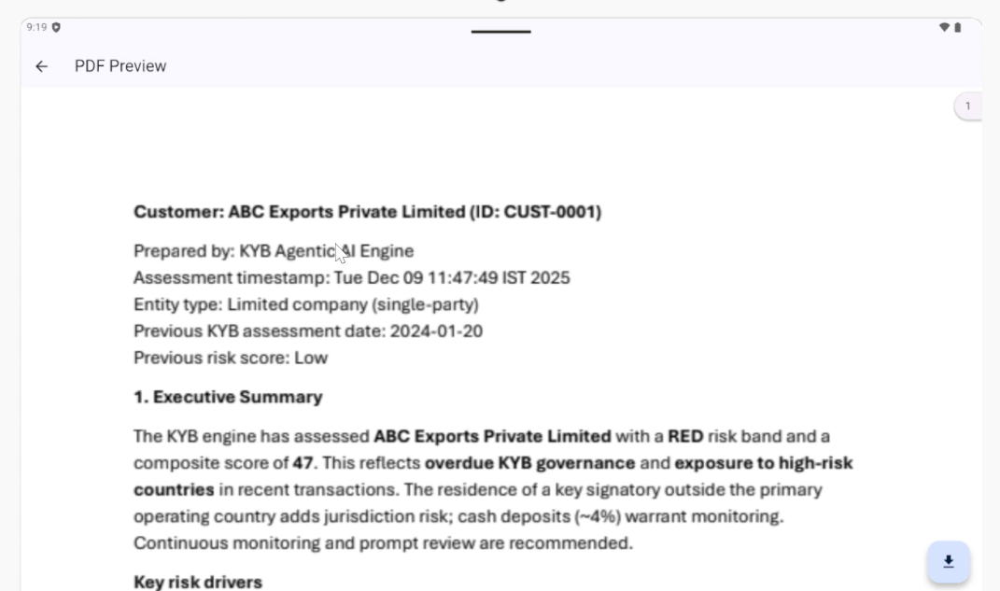 9:19
PDF Preview
1
Customer: ABC Exports Private Limited (ID: CUST-0001)
Prepared by: KYB Agentic AI Engine
Assessment timestamp: Tue Dec 09 11:47:49 IST 2025
Entity type: Limited company (single-party)
Previous KYB assessment date: 2024-01-20
Previous risk score: Low
1. Executive Summary
The KYB engine has assessed ABC Exports Private Limited with a RED risk band and a
composite score of 47. This reflects overdue KYB governance and exposure to high-risk
countries in recent transactions. The residence of a key signatory outside the primary
operating country adds jurisdiction risk; cash deposits (~4%) warrant monitoring.
Continuous monitoring and prompt review are recommended.
Key risk drivers